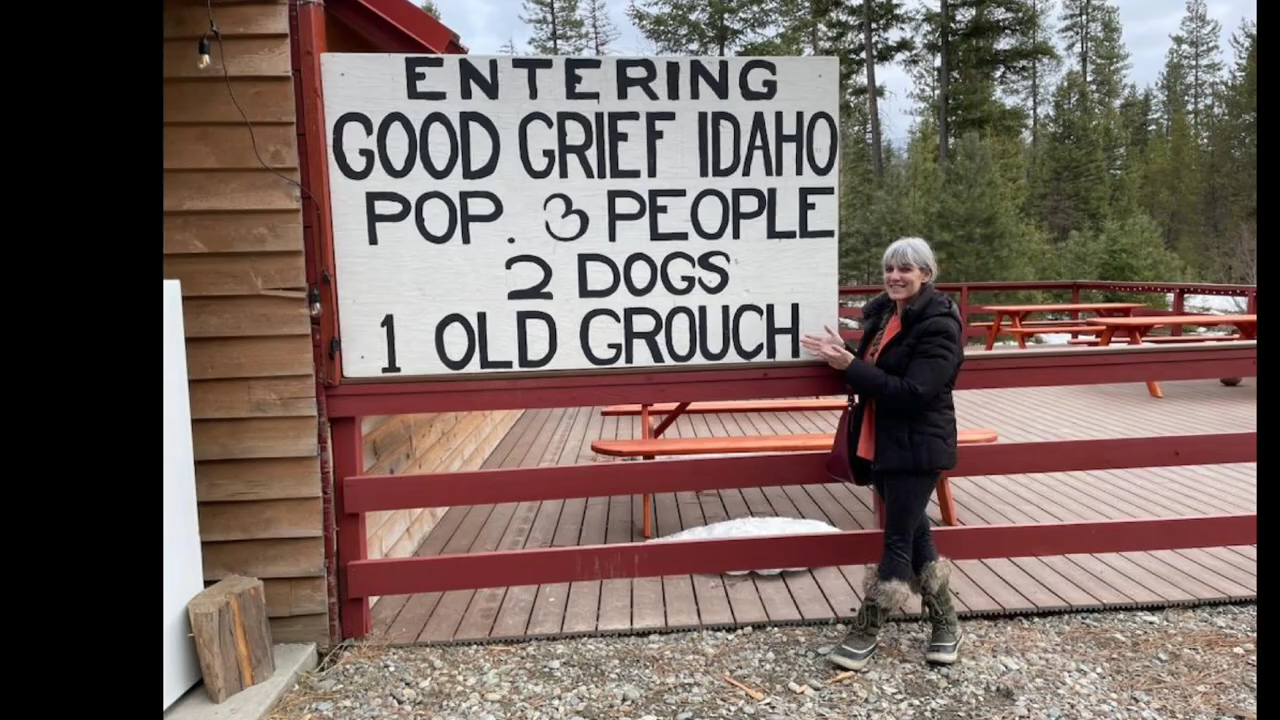 ENTERING
GOOD GRIEF IDAHO
POP. 3 PEOPLE
2 DOGS
1 OLD GROUCH